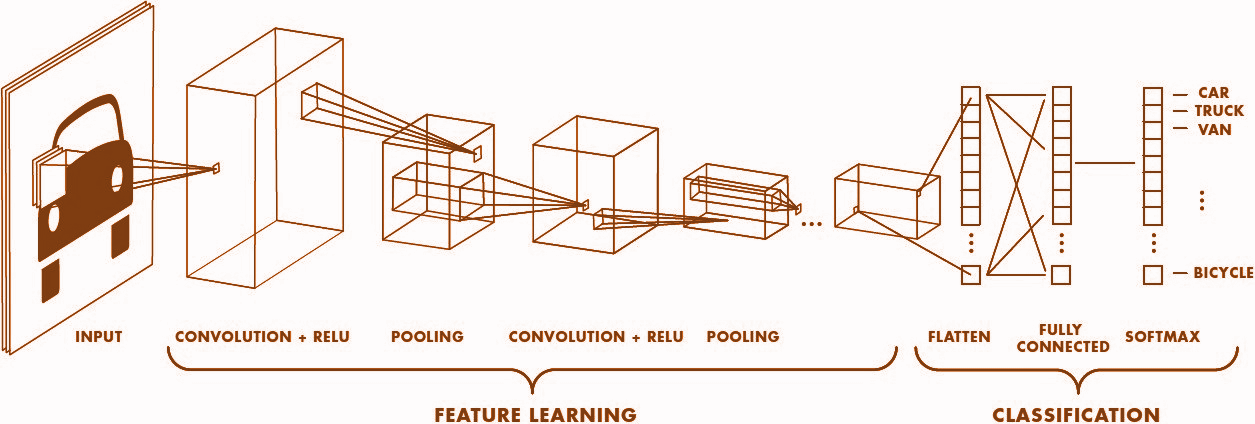 CAR
TRUCK
VAN
BICYCLE
INPUT
CONVOLUTION + RELU
POOLING
CONVOLUTION + RELU
POOLING
FLATTEN
FULLY
CONNECTED
SOFTMAX
FEATURE LEARNING
CLASSIFICATION